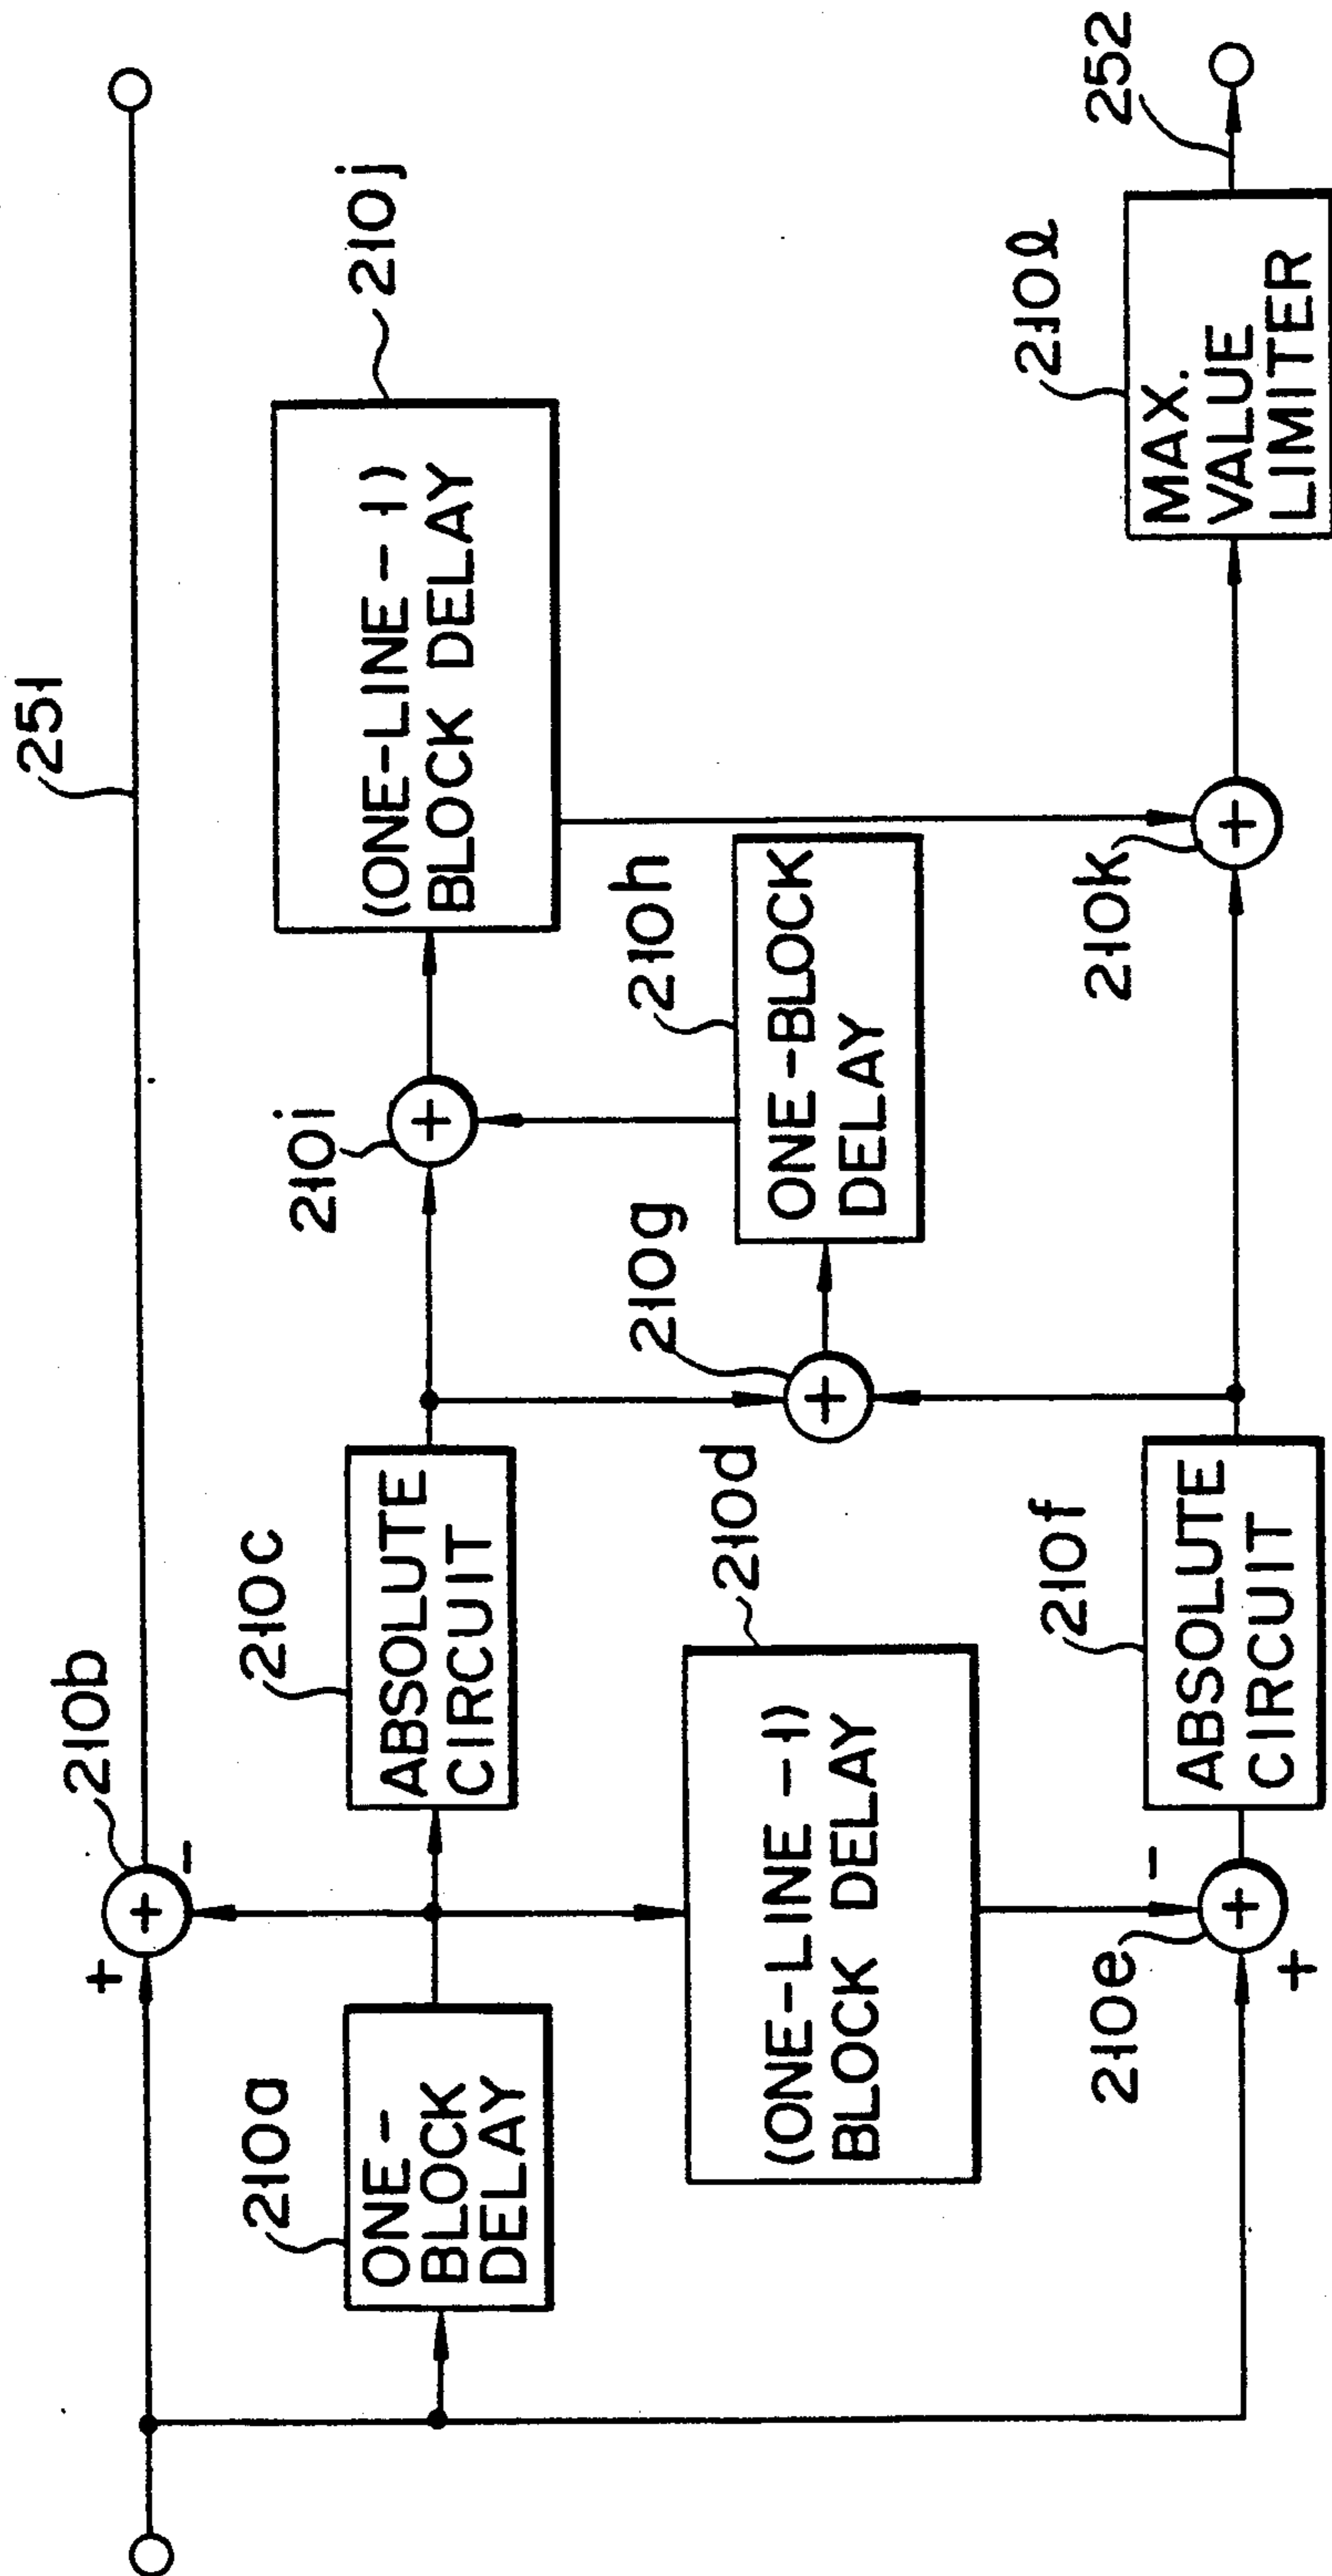 251
210b
+
-
+
210a
ONE-
BLOCK
DELAY
210c
ABSOLUTE
CIRCUIT
210i
+
210j
(ONE-LINE-1)
BLOCK DELAY
210d
(ONE-LINE-1)
BLOCK DELAY
210g
+
210h
ONE-BLOCK
DELAY
210e
+
-
+
210f
ABSOLUTE
CIRCUIT
210k
+
210ℓ
MAX.
VALUE
LIMITER
252